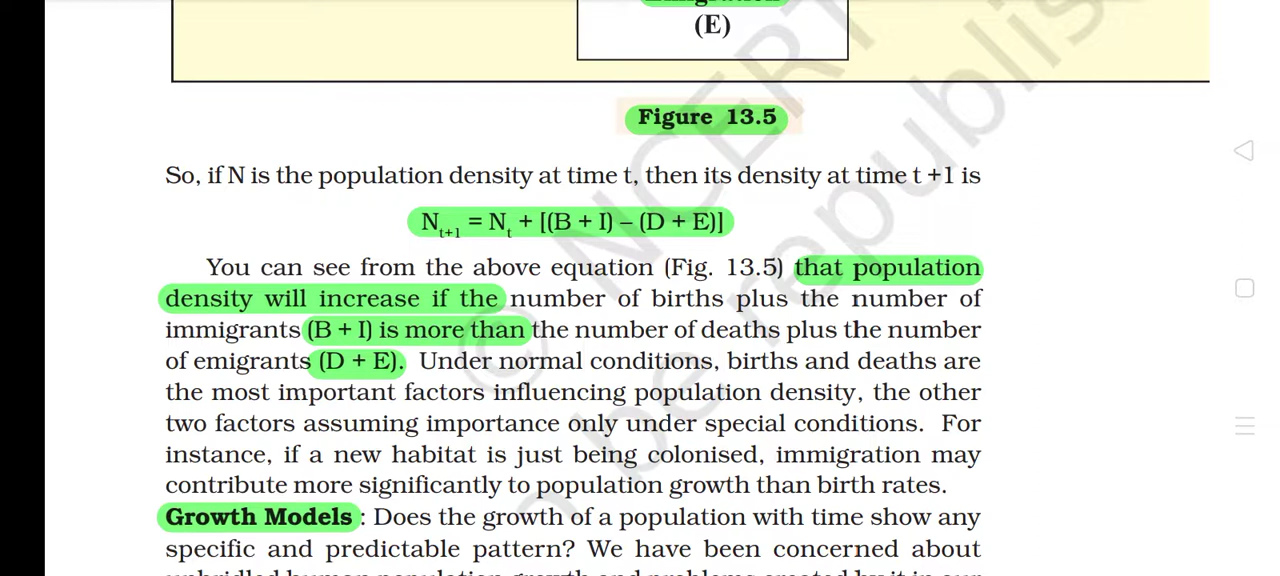 (E)
Figure 13.5
So, if N is the population density at time t, then its density at time t +1 is
Nt+1 = Nt + [(B + I) – (D + E)]
You can see from the above equation (Fig. 13.5) that population
density will increase if the number of births plus the number of
immigrants (B + I) is more than the number of deaths plus the number
of emigrants (D + E). Under normal conditions, births and deaths are
the most important factors influencing population density, the other
two factors assuming importance only under special conditions. For
instance, if a new habitat is just being colonised, immigration may
contribute more significantly to population growth than birth rates.
Growth Models : Does the growth of a population with time show any
specific and predictable pattern? We have been concerned about
© NCERT
be republis